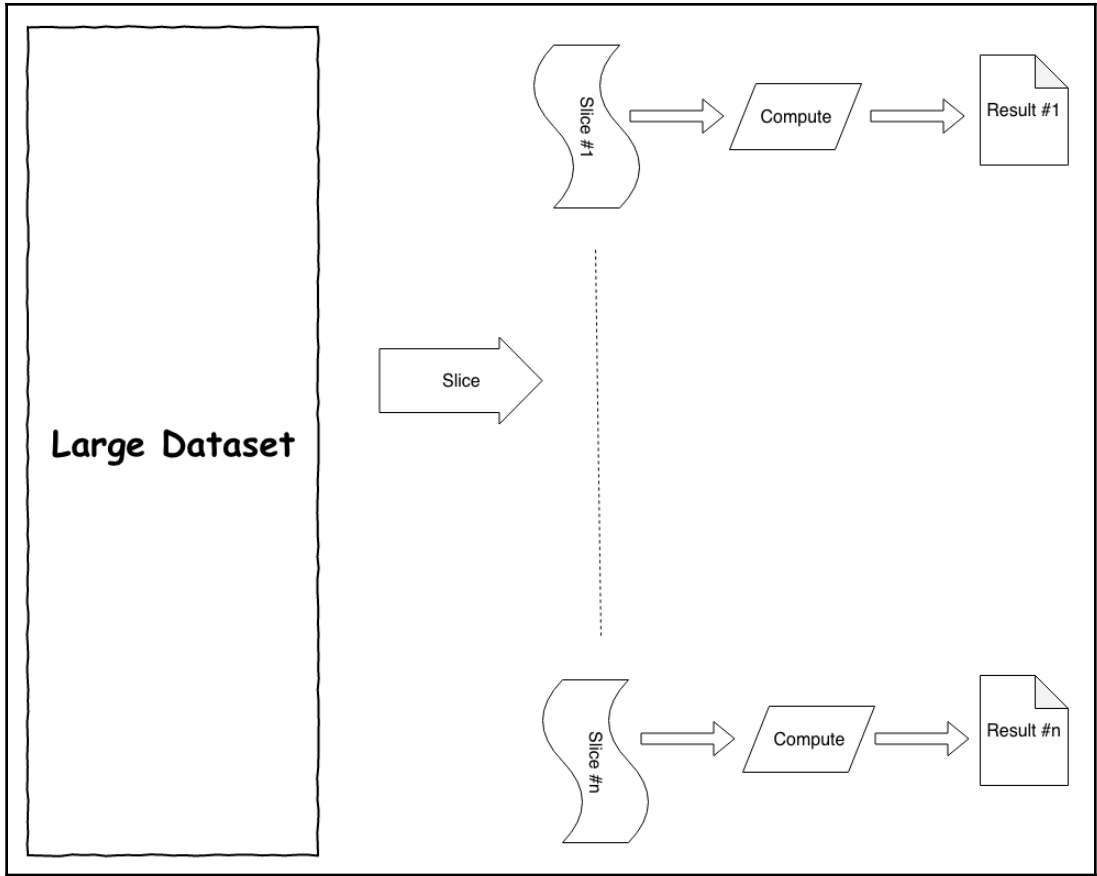 Large Dataset
Slice
Slice #1
Compute
Result #1
Slice #n
Compute
Result #n